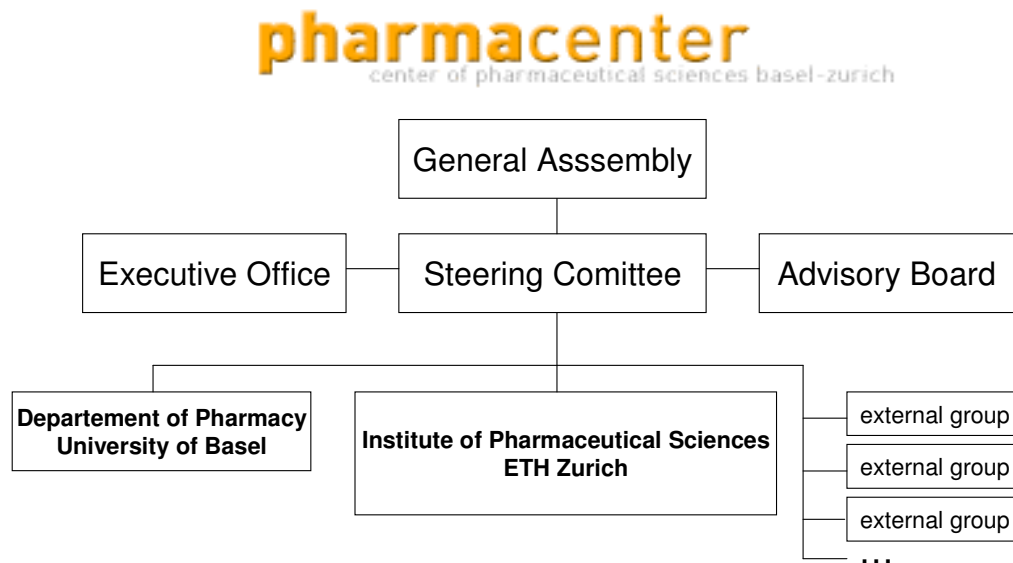 pharmacenter
center of pharmaceutical sciences basel-zurich
General Asssembly
Executive Office
Steering Comittee
Advisory Board
Departement of Pharmacy
University of Basel
Institute of Pharmaceutical Sciences
ETH Zurich
external group
external group
external group
...